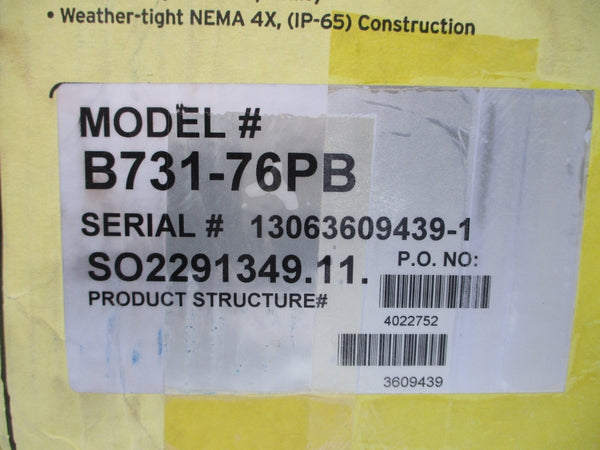 • Weather-tight NEMA 4X, (IP-65) Construction
MODEL #
B731-76PB
SERIAL # 13063609439-1
SO2291349.11.
P.O. NO:
PRODUCT STRUCTURE#
4022752
3609439